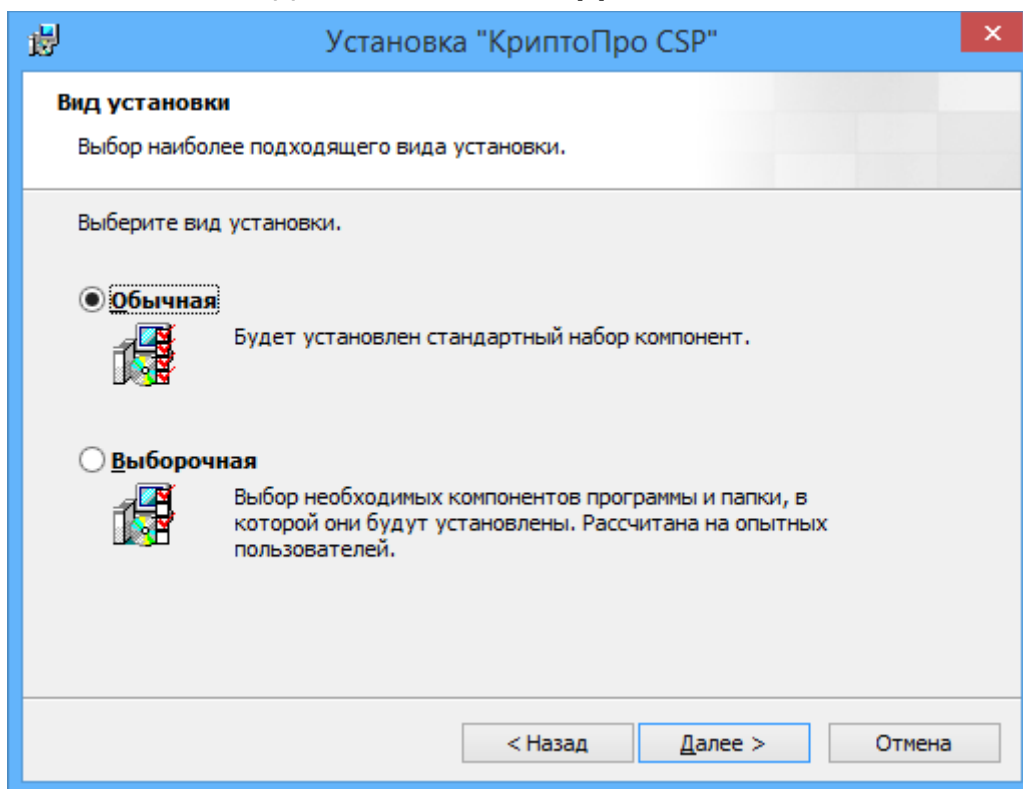 Установка "КриптоПро CSP"
Вид установки
Выбор наиболее подходящего вида установки.
Выберите вид установки.
Обычная
Будет установлен стандартный набор компонент.
Выборочная
Выбор необходимых компонентов программы и папки, в
которой они будут установлены. Рассчитана на опытных
пользователей.
< Назад
Далее >
Отмена